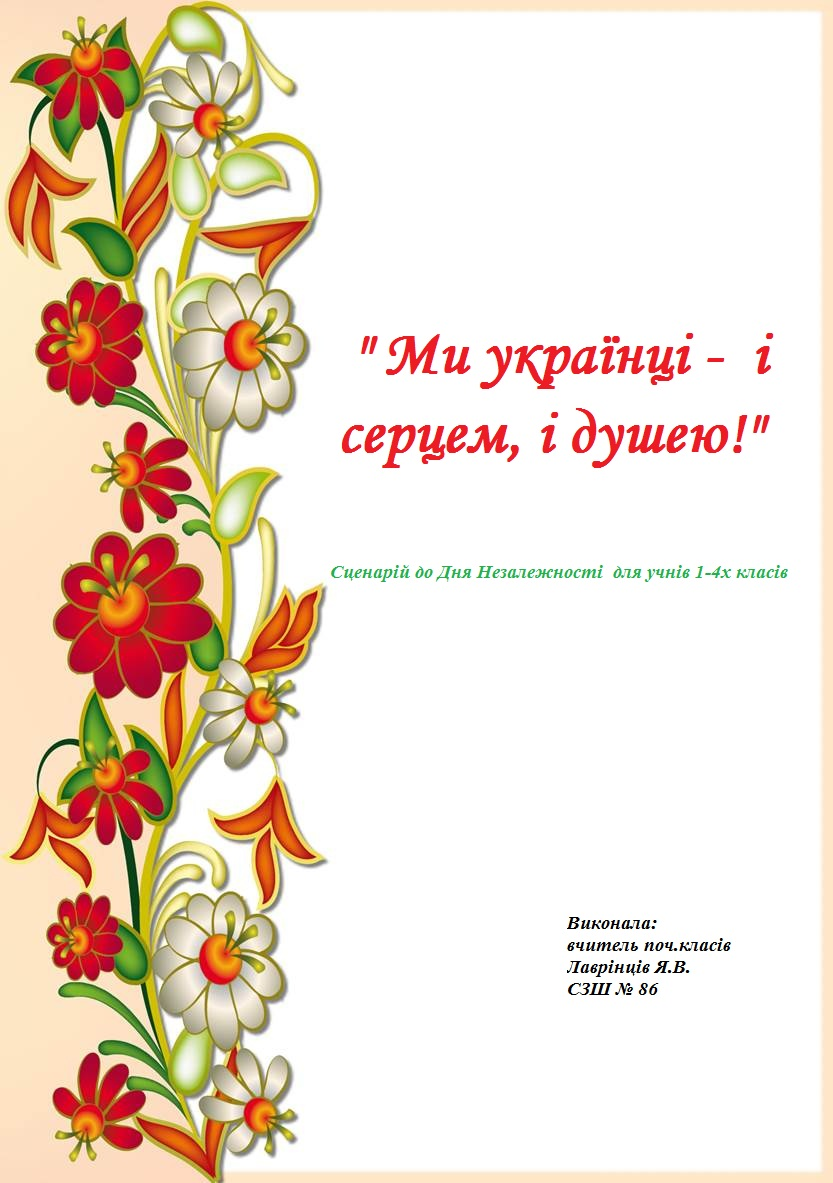 " Ми українці -  і
серцем, і душею!"
Сценарій до Дня Незалежності  для учнів 1-4х класів
Виконала:
вчитель поч.класів
Лаврінців Я.В.
СЗШ № 86